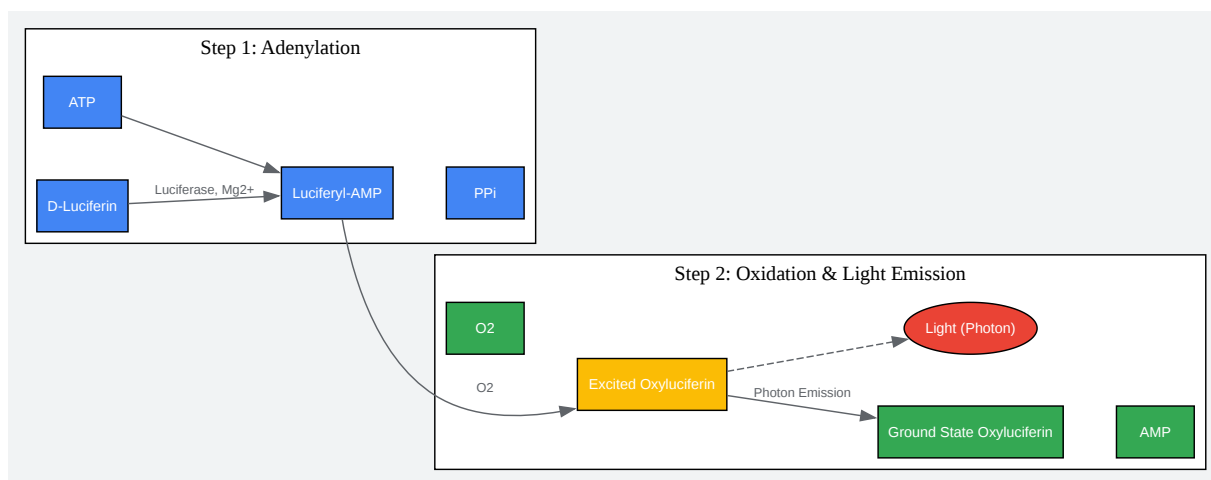 Step 1: Adenylation
ATP
D-Luciferin
Luciferase, Mg2+
Luciferyl-AMP
PPi
Step 2: Oxidation & Light Emission
O2
O2
Excited Oxyluciferin
Light (Photon)
Photon Emission
Ground State Oxyluciferin
AMP